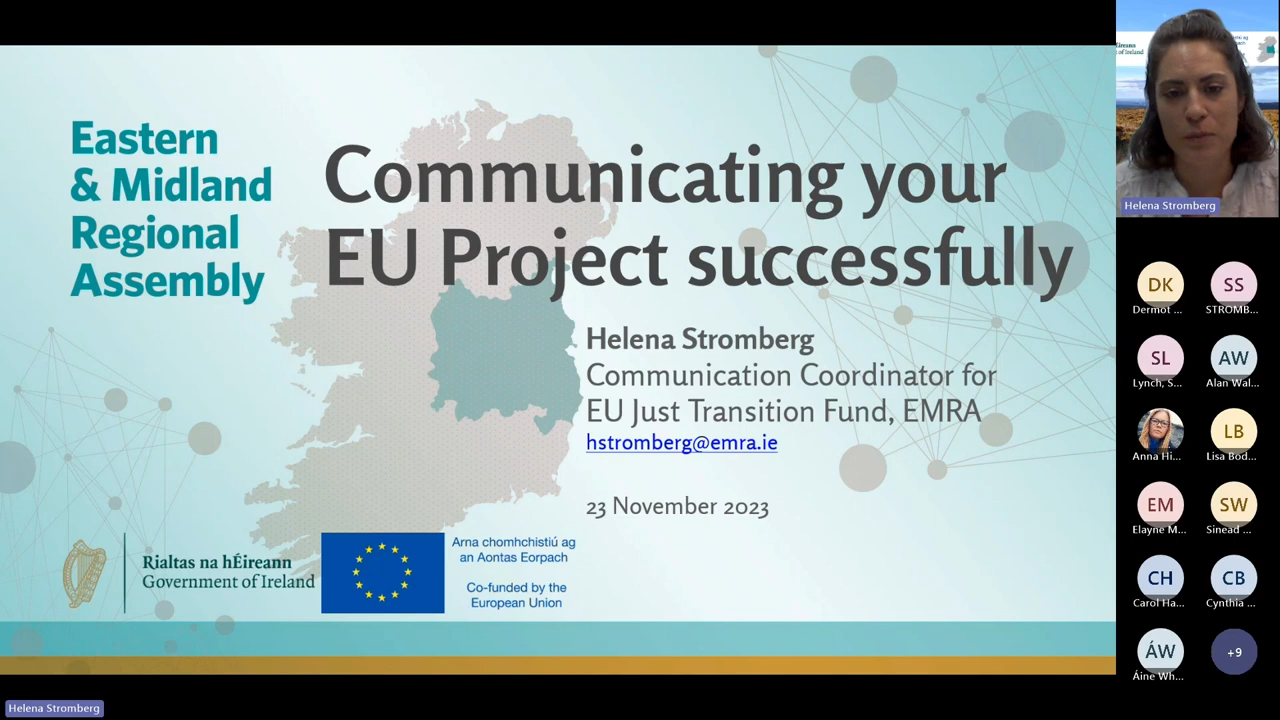 Eastern
& Midland
Regional
Assembly
Communicating your
EU Project successfully
Helena Stromberg
Communication Coordinator for
EU Just Transition Fund, EMRA
hstromberg@emra.ie
23 November 2023
Rialtas na hÉireann
Government of Ireland
Arna chomhchistiú ag
an Aontas Eorpach
Co-funded by the
European Union
Helena Stromberg
Helena Stromberg
DK
Dermot ...
SS
STROMB...
SL
Lynch, S...
AW
Alan Wal...
Anna Hi...
LB
Lisa Bod...
EM
Elayne M...
SW
Sinead ...
CH
Carol Ha...
CB
Cynthia ...
ÁW
Áine Wh...
+9